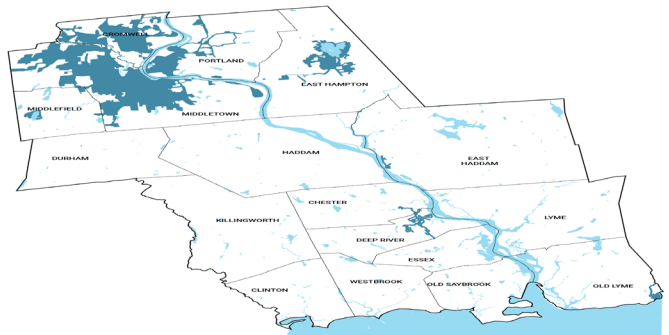 CROMWELL
PORTLAND
EAST HAMPTON
MIDDLEFIELD
MIDDLETOWN
HADDAM
DURHAM
EAST
HADDAM
CHESTER
KILLINGWORTH
LYME
DEEP RIVER
ESSEX
WESTBROOK
OLD SAYBROOK
OLD LYME
CLINTON